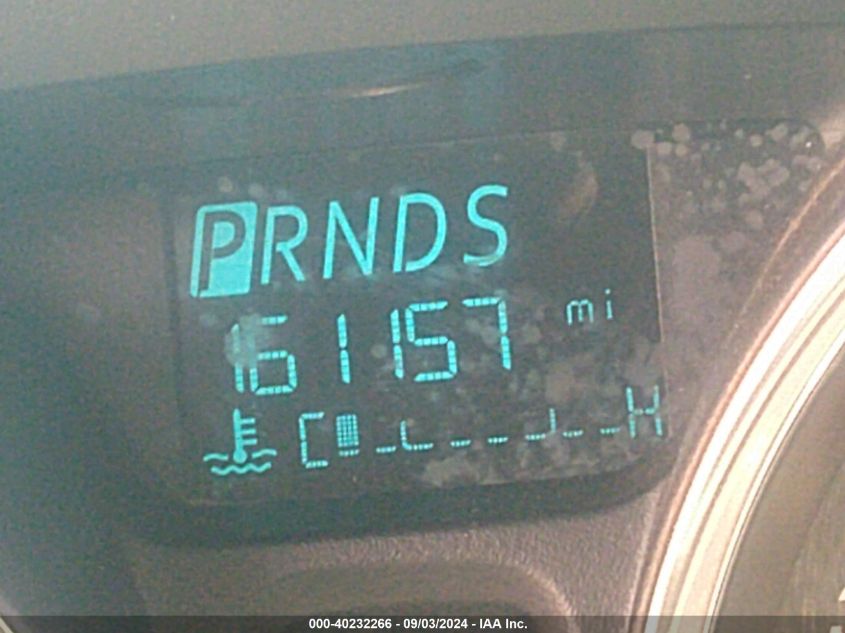 PRNDS
161157 mi
C H
000-40232266 - 09/03/2024 - IAA Inc.